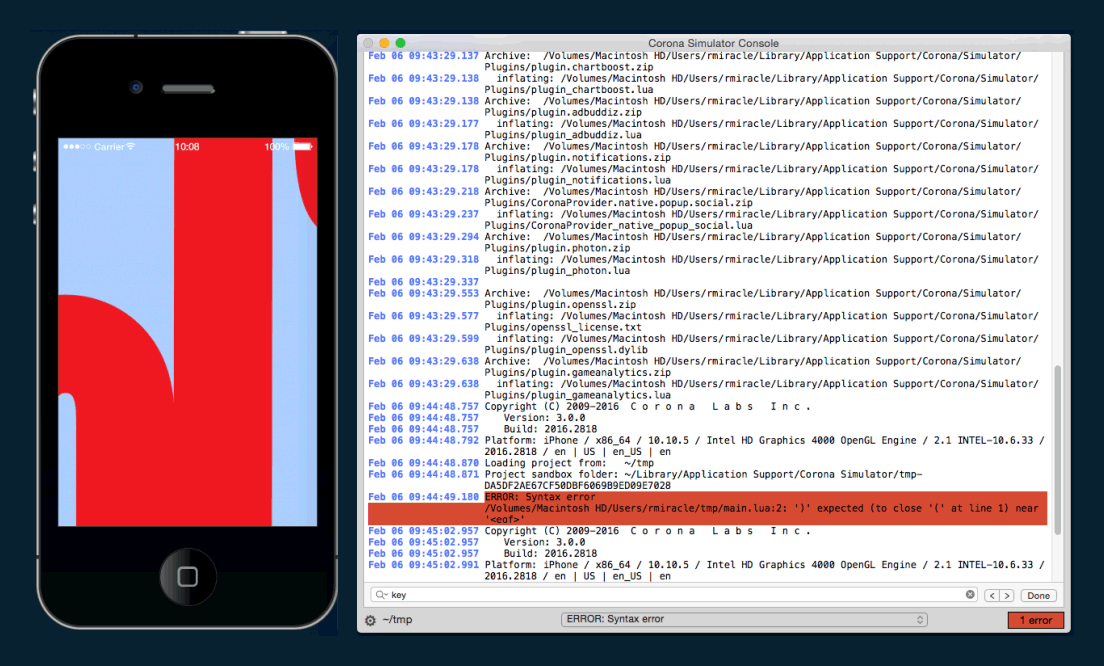 Carrier 10:08 100%
Corona Simulator Console
Feb 06 09:43:29.137 Archive:  /Volumes/Macintosh HD/Users/rmiracle/Library/Application Support/Corona/Simulator/
Plugins/plugin.chartboost.zip
Feb 06 09:43:29.138   inflating: /Volumes/Macintosh HD/Users/rmiracle/Library/Application Support/Corona/Simulator/
Plugins/plugin_chartboost.lua
Feb 06 09:43:29.138 Archive:  /Volumes/Macintosh HD/Users/rmiracle/Library/Application Support/Corona/Simulator/
Plugins/plugin.adbuddiz.zip
Feb 06 09:43:29.177   inflating: /Volumes/Macintosh HD/Users/rmiracle/Library/Application Support/Corona/Simulator/
Plugins/plugin_adbuddiz.lua
Feb 06 09:43:29.178 Archive:  /Volumes/Macintosh HD/Users/rmiracle/Library/Application Support/Corona/Simulator/
Plugins/plugin.notifications.zip
Feb 06 09:43:29.178   inflating: /Volumes/Macintosh HD/Users/rmiracle/Library/Application Support/Corona/Simulator/
Plugins/plugin_notifications.lua
Feb 06 09:43:29.218 Archive:  /Volumes/Macintosh HD/Users/rmiracle/Library/Application Support/Corona/Simulator/
Plugins/CoronaProvider.native.popup.social.zip
Feb 06 09:43:29.237   inflating: /Volumes/Macintosh HD/Users/rmiracle/Library/Application Support/Corona/Simulator/
Plugins/CoronaProvider_native_popup_social.lua
Feb 06 09:43:29.294 Archive:  /Volumes/Macintosh HD/Users/rmiracle/Library/Application Support/Corona/Simulator/
Plugins/plugin.photon.zip
Feb 06 09:43:29.318   inflating: /Volumes/Macintosh HD/Users/rmiracle/Library/Application Support/Corona/Simulator/
Plugins/plugin_photon.lua
Feb 06 09:43:29.337
Feb 06 09:43:29.553 Archive:  /Volumes/Macintosh HD/Users/rmiracle/Library/Application Support/Corona/Simulator/
Plugins/plugin.openssl.zip
Feb 06 09:43:29.577   inflating: /Volumes/Macintosh HD/Users/rmiracle/Library/Application Support/Corona/Simulator/
Plugins/openssl_license.txt
Feb 06 09:43:29.599   inflating: /Volumes/Macintosh HD/Users/rmiracle/Library/Application Support/Corona/Simulator/
Plugins/plugin_openssl.dylib
Feb 06 09:43:29.638 Archive:  /Volumes/Macintosh HD/Users/rmiracle/Library/Application Support/Corona/Simulator/
Plugins/plugin.gameanalytics.zip
Feb 06 09:43:29.638   inflating: /Volumes/Macintosh HD/Users/rmiracle/Library/Application Support/Corona/Simulator/
Plugins/plugin_gameanalytics.lua
Feb 06 09:44:48.757 Copyright (C) 2009-2016  C o r o n a   L a b s   I n c .
Feb 06 09:44:48.757    Version: 3.0.0
Feb 06 09:44:48.757    Build: 2016.2818
Feb 06 09:44:48.792 Platform: iPhone / x86_64 / 10.10.5 / Intel HD Graphics 4000 OpenGL Engine / 2.1 INTEL-10.6.33 /
2016.2818 / en | US | en_US | en
Feb 06 09:44:48.870 Loading project from:   ~/tmp
Feb 06 09:44:48.871 Project sandbox folder: ~/Library/Application Support/Corona Simulator/tmp-
DA5DF2AE67CF50DBF6069B9ED09E7028
Feb 06 09:44:49.180 ERROR: Syntax error
/Volumes/Macintosh HD/Users/rmiracle/tmp/main.lua:2: ')' expected (to close '(' at line 1) near
'<eof>'
Feb 06 09:45:02.957 Copyright (C) 2009-2016  C o r o n a   L a b s   I n c .
Feb 06 09:45:02.957    Version: 3.0.0
Feb 06 09:45:02.957    Build: 2016.2818
Feb 06 09:45:02.991 Platform: iPhone / x86_64 / 10.10.5 / Intel HD Graphics 4000 OpenGL Engine / 2.1 INTEL-10.6.33 /
2016.2818 / en | US | en_US | en
key < > Done
~/tmp ERROR: Syntax error 1 error